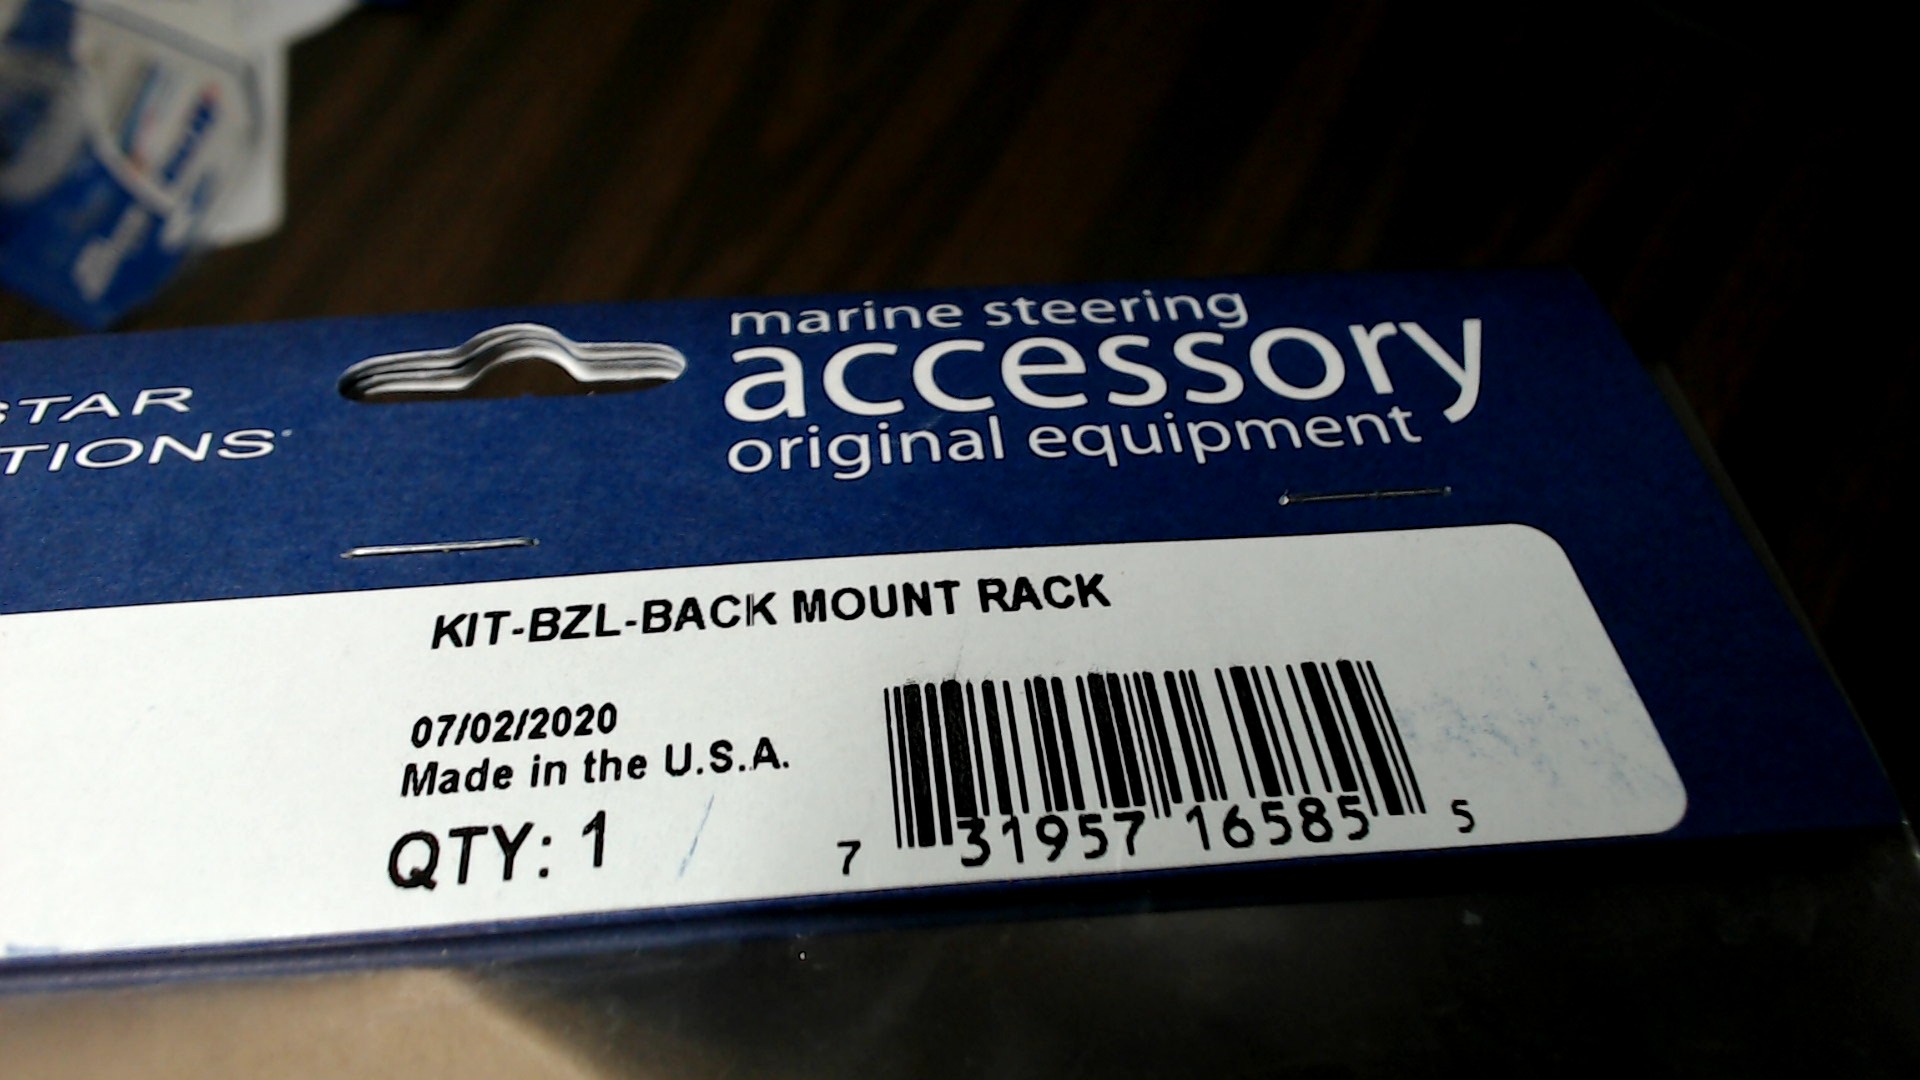 STAR
TIONS
marine steering
accessory
original equipment
KIT-BZL-BACK MOUNT RACK
07/02/2020
Made in the U.S.A.
QTY: 1
7 31957 16585 5